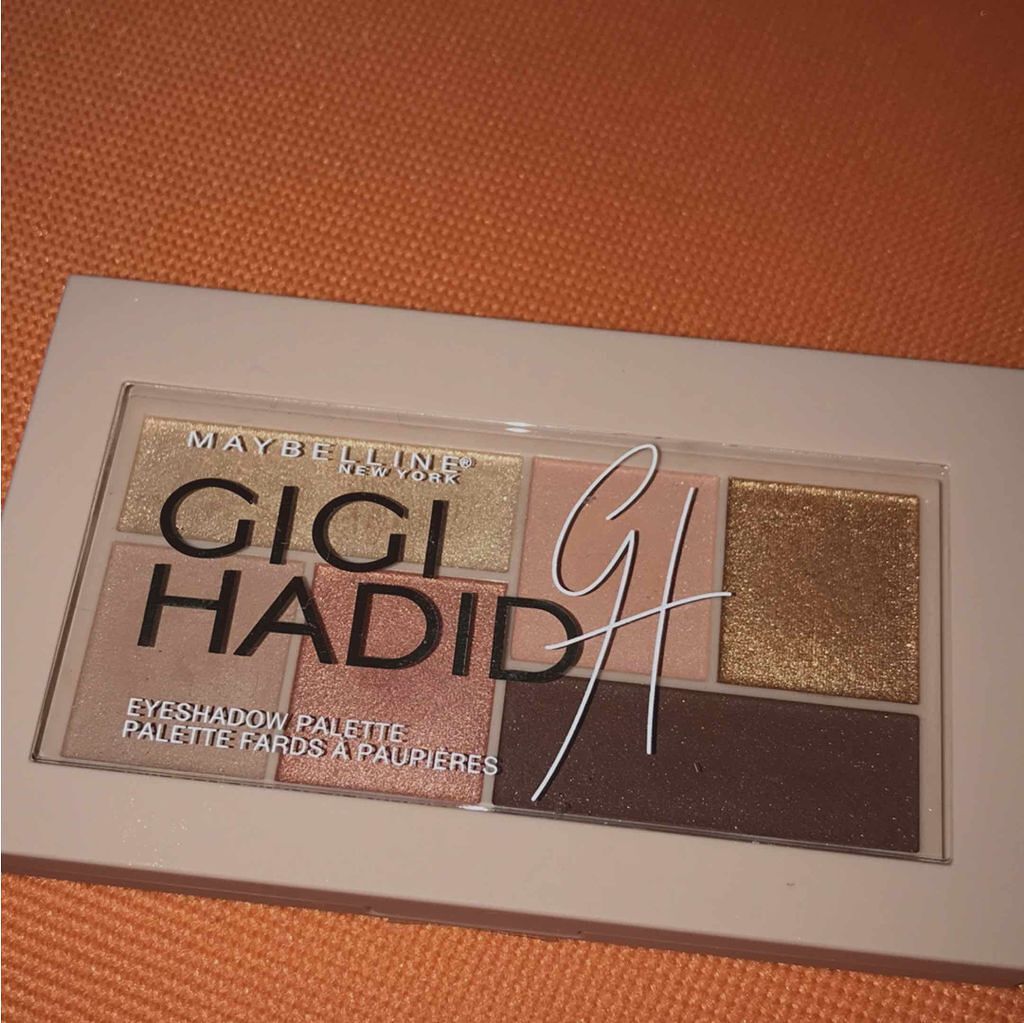 MAYBELLINE®
NEW YORK
GIGI
HADID
GH
EYESHADOW PALETTE
PALETTE FARDS À PAUPIÈRES